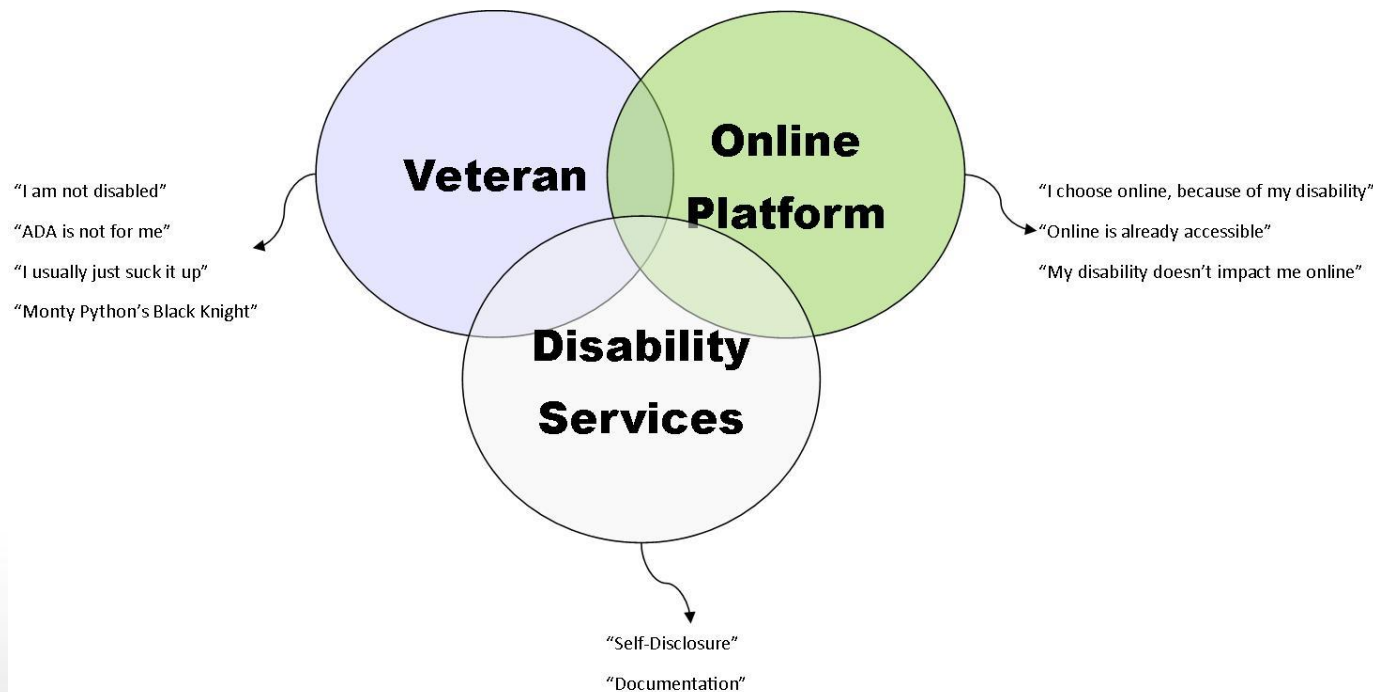 Veteran
Online
Platform
Disability
Services
“I am not disabled”
“ADA is not for me”
“I usually just suck it up”
“Monty Python’s Black Knight”
“I choose online, because of my disability”
“Online is already accessible”
“My disability doesn’t impact me online”
“Self-Disclosure”
“Documentation”